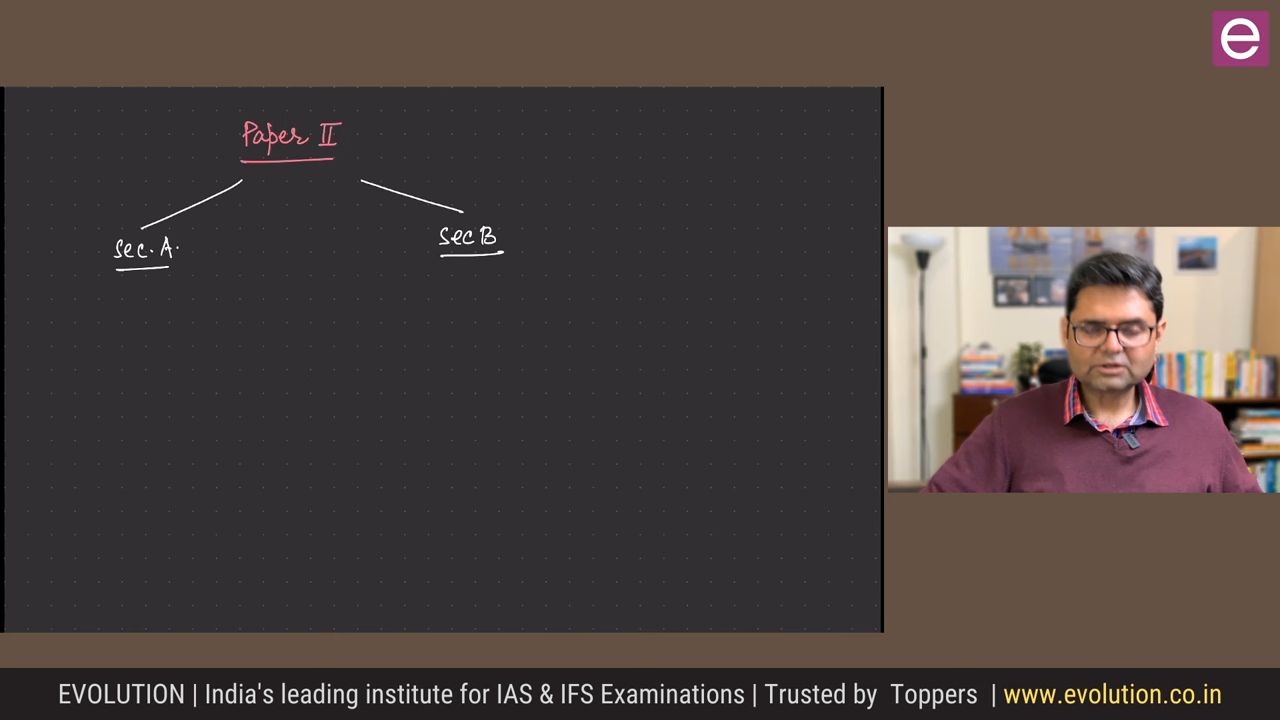 e
Paper II
Sec. A.
Sec B
EVOLUTION | India's leading institute for IAS & IFS Examinations | Trusted by Toppers | www.evolution.co.in